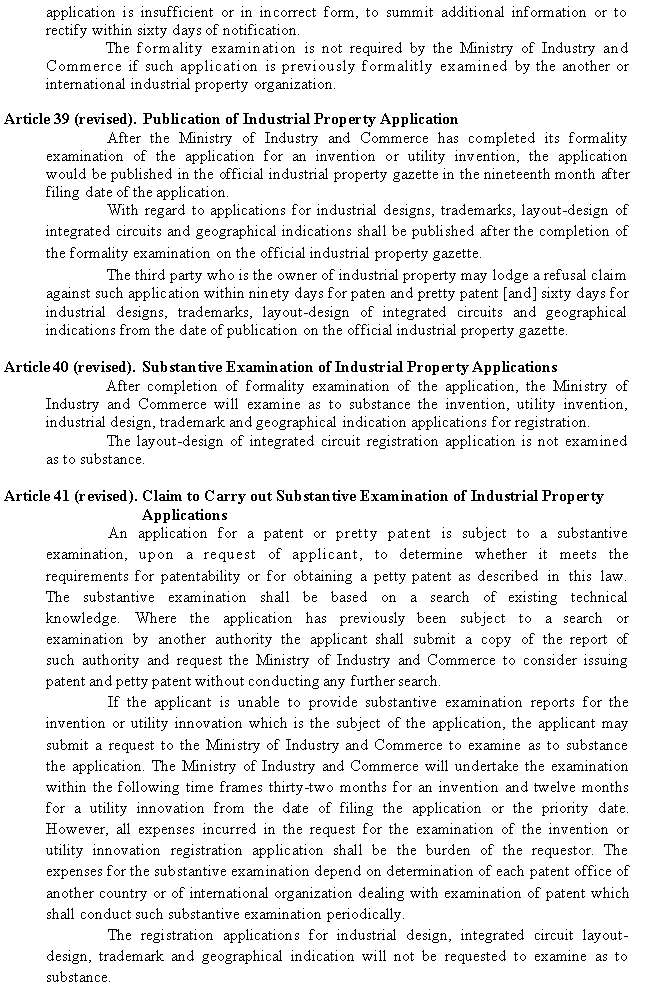 application is insufficient or in incorrect form, to summit additional information or to
rectify within sixty days of notification.
The formality examination is not required by the Ministry of Industry and
Commerce if such application is previously formalitly examined by the another or
international industrial property organization.
Article 39 (revised). Publication of Industrial Property Application
After the Ministry of Industry and Commerce has completed its formality
examination of the application for an invention or utility invention, the application
would be published in the official industrial property gazette in the nineteenth month after
filing date of the application.
With regard to applications for industrial designs, trademarks, layout-design of
integrated circuits and geographical indications shall be published after the completion of
the formality examination on the official industrial property gazette.
The third party who is the owner of industrial property may lodge a refusal claim
against such application within ninety days for paten and pretty patent [and] sixty days for
industrial designs, trademarks, layout-design of integrated circuits and geographical
indications from the date of publication on the official industrial property gazette.
Article 40 (revised). Substantive Examination of Industrial Property Applications
After completion of formality examination of the application, the Ministry of
Industry and Commerce will examine as to substance the invention, utility invention,
industrial design, trademark and geographical indication applications for registration.
The layout-design of integrated circuit registration application is not examined
as to substance.
Article 41 (revised). Claim to Carry out Substantive Examination of Industrial Property
Applications
An application for a patent or pretty patent is subject to a substantive
examination, upon a request of applicant, to determine whether it meets the
requirements for patentability or for obtaining a petty patent as described in this law.
The substantive examination shall be based on a search of existing technical
knowledge. Where the application has previously been subject to a search or
examination by another authority the applicant shall submit a copy of the report of
such authority and request the Ministry of Industry and Commerce to consider issuing
patent and petty patent without conducting any further search.
If the applicant is unable to provide substantive examination reports for the
invention or utility innovation which is the subject of the application, the applicant may
submit a request to the Ministry of Industry and Commerce to examine as to substance
the application. The Ministry of Industry and Commerce will undertake the examination
within the following time frames thirty-two months for an invention and twelve months
for a utility innovation from the date of filing the application or the priority date.
However, all expenses incurred in the request for the examination of the invention or
utility innovation registration application shall be the burden of the requestor. The
expenses for the substantive examination depend on determination of each patent office of
another country or of international organization dealing with examination of patent which
shall conduct such substantive examination periodically.
The registration applications for industrial design, integrated circuit layout-
design, trademark and geographical indication will not be requested to examine as to
substance.